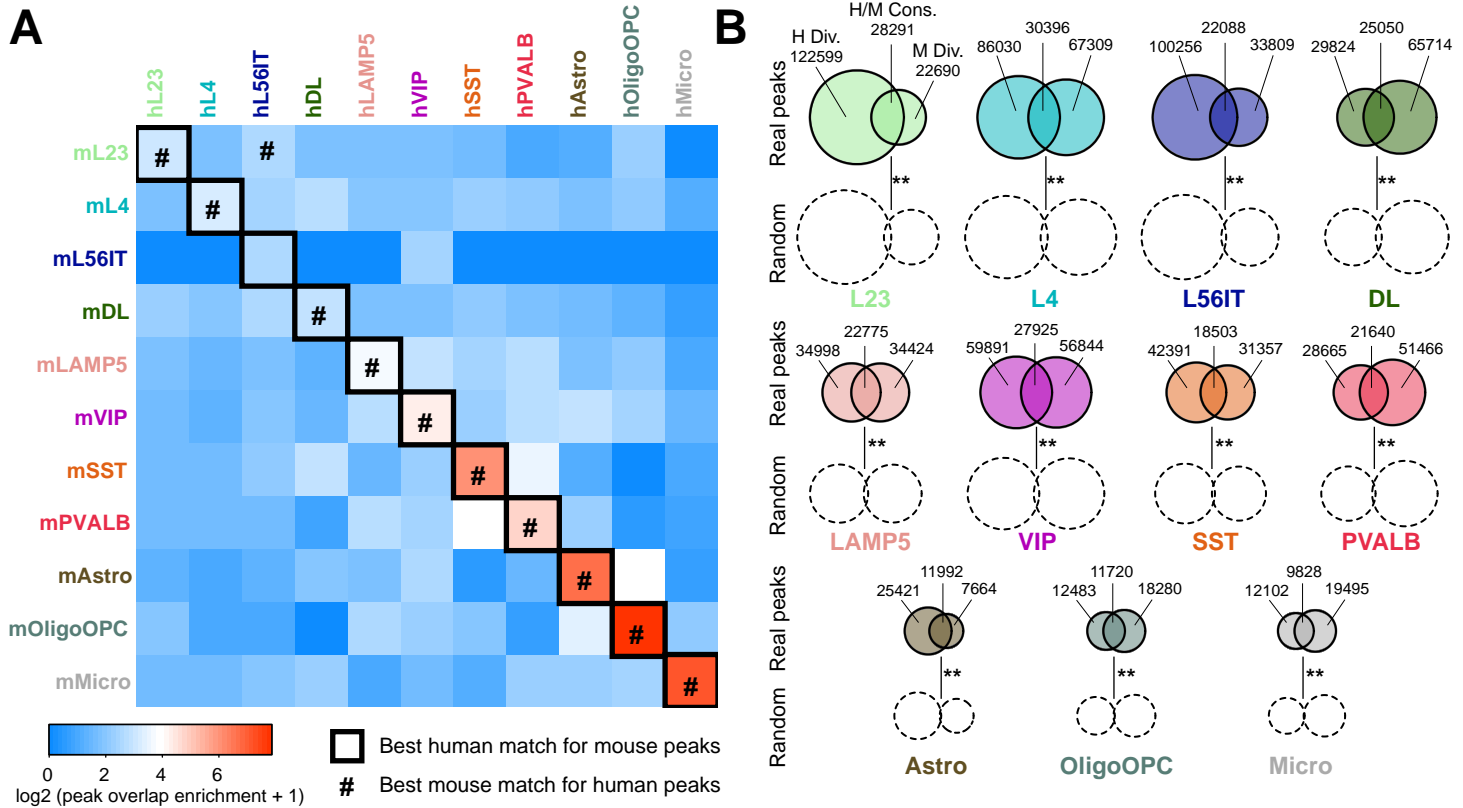 A
hL23
hL4
hL56IT
hDL
hLAMP5
hVIP
hSST
hPVALB
hAstro
hOligoOPC
hMicro
mL23 # #
mL4 #
mL56IT
mDL #
mLAMP5 #
mVIP #
mSST #
mPVALB #
mAstro #
mOligoOPC #
mMicro #
0 2 4 6
log2 (peak overlap enrichment + 1)
Best human match for mouse peaks
# Best mouse match for human peaks
B
H/M Cons.
H Div. 28291 M Div.
122599 22690
86030 30396 67309
100256 22088 33809
29824 25050 65714
Real peaks
** ** ** **
Random
L23 L4 L56IT DL
34998 22775 34424
59891 27925 56844
42391 18503 31357
28665 21640 51466
Real peaks
** ** ** **
Random
LAMP5 VIP SST PVALB
25421 11992 7664
12483 11720 18280
12102 9828 19495
Real peaks
** ** **
Random
Astro OligoOPC Micro